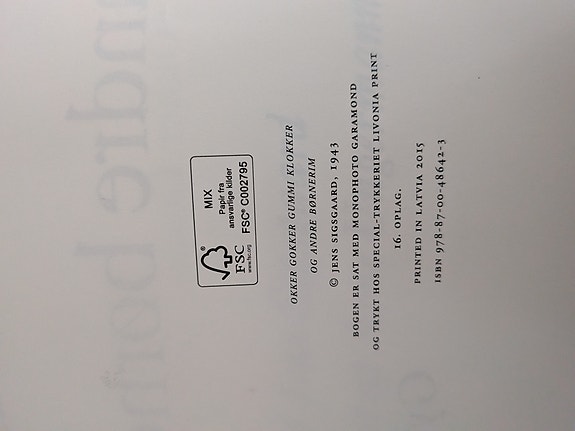 MIX
Papir fra
ansvarlige kilder
FSC® C002795
®
FSC
www.fsc.org
OKKER GOKKER GUMMI KLOKKER
OG ANDRE BØRNERIM
© JENS SIGSGAARD, 1943
BOGEN ER SAT MED MONOPHOTO GARAMOND
OG TRYKT HOS SPECIAL-TRYKKERIET LIVONIA PRINT
16. OPLAG.
PRINTED IN LATVIA 2015
ISBN 978-87-00-48642-3